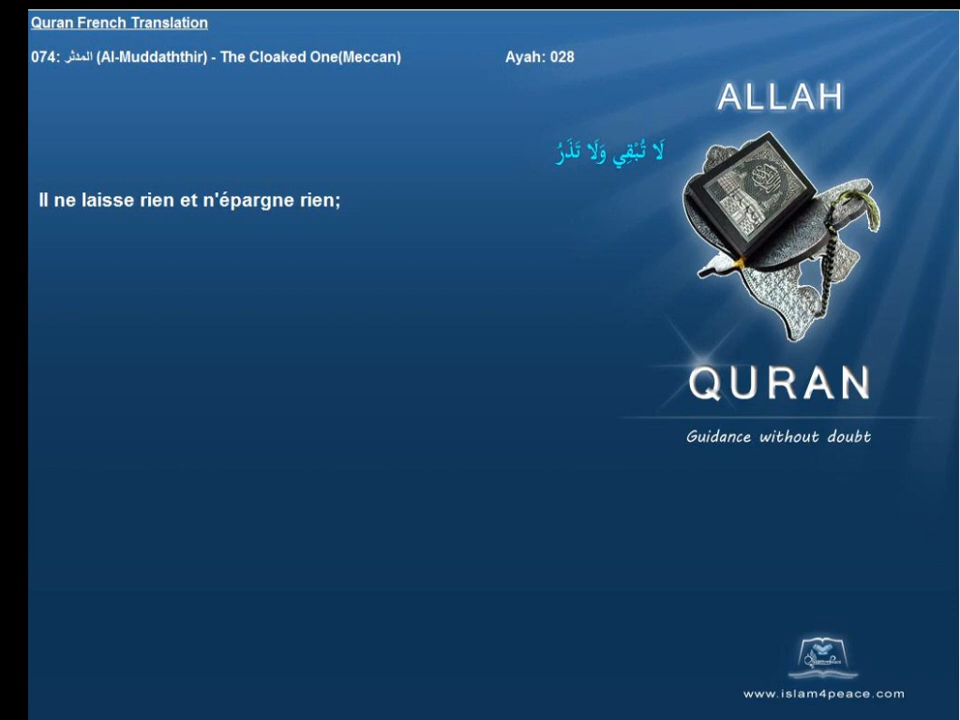 Quran French Translation
074: المدثر (Al-Muddaththir) - The Cloaked One(Meccan) Ayah: 028
ALLAH
لَا تُبْقِي وَلَا تَذَرُ
Il ne laisse rien et n'épargne rien;
QURAN
Guidance without doubt
www.islam4peace.com